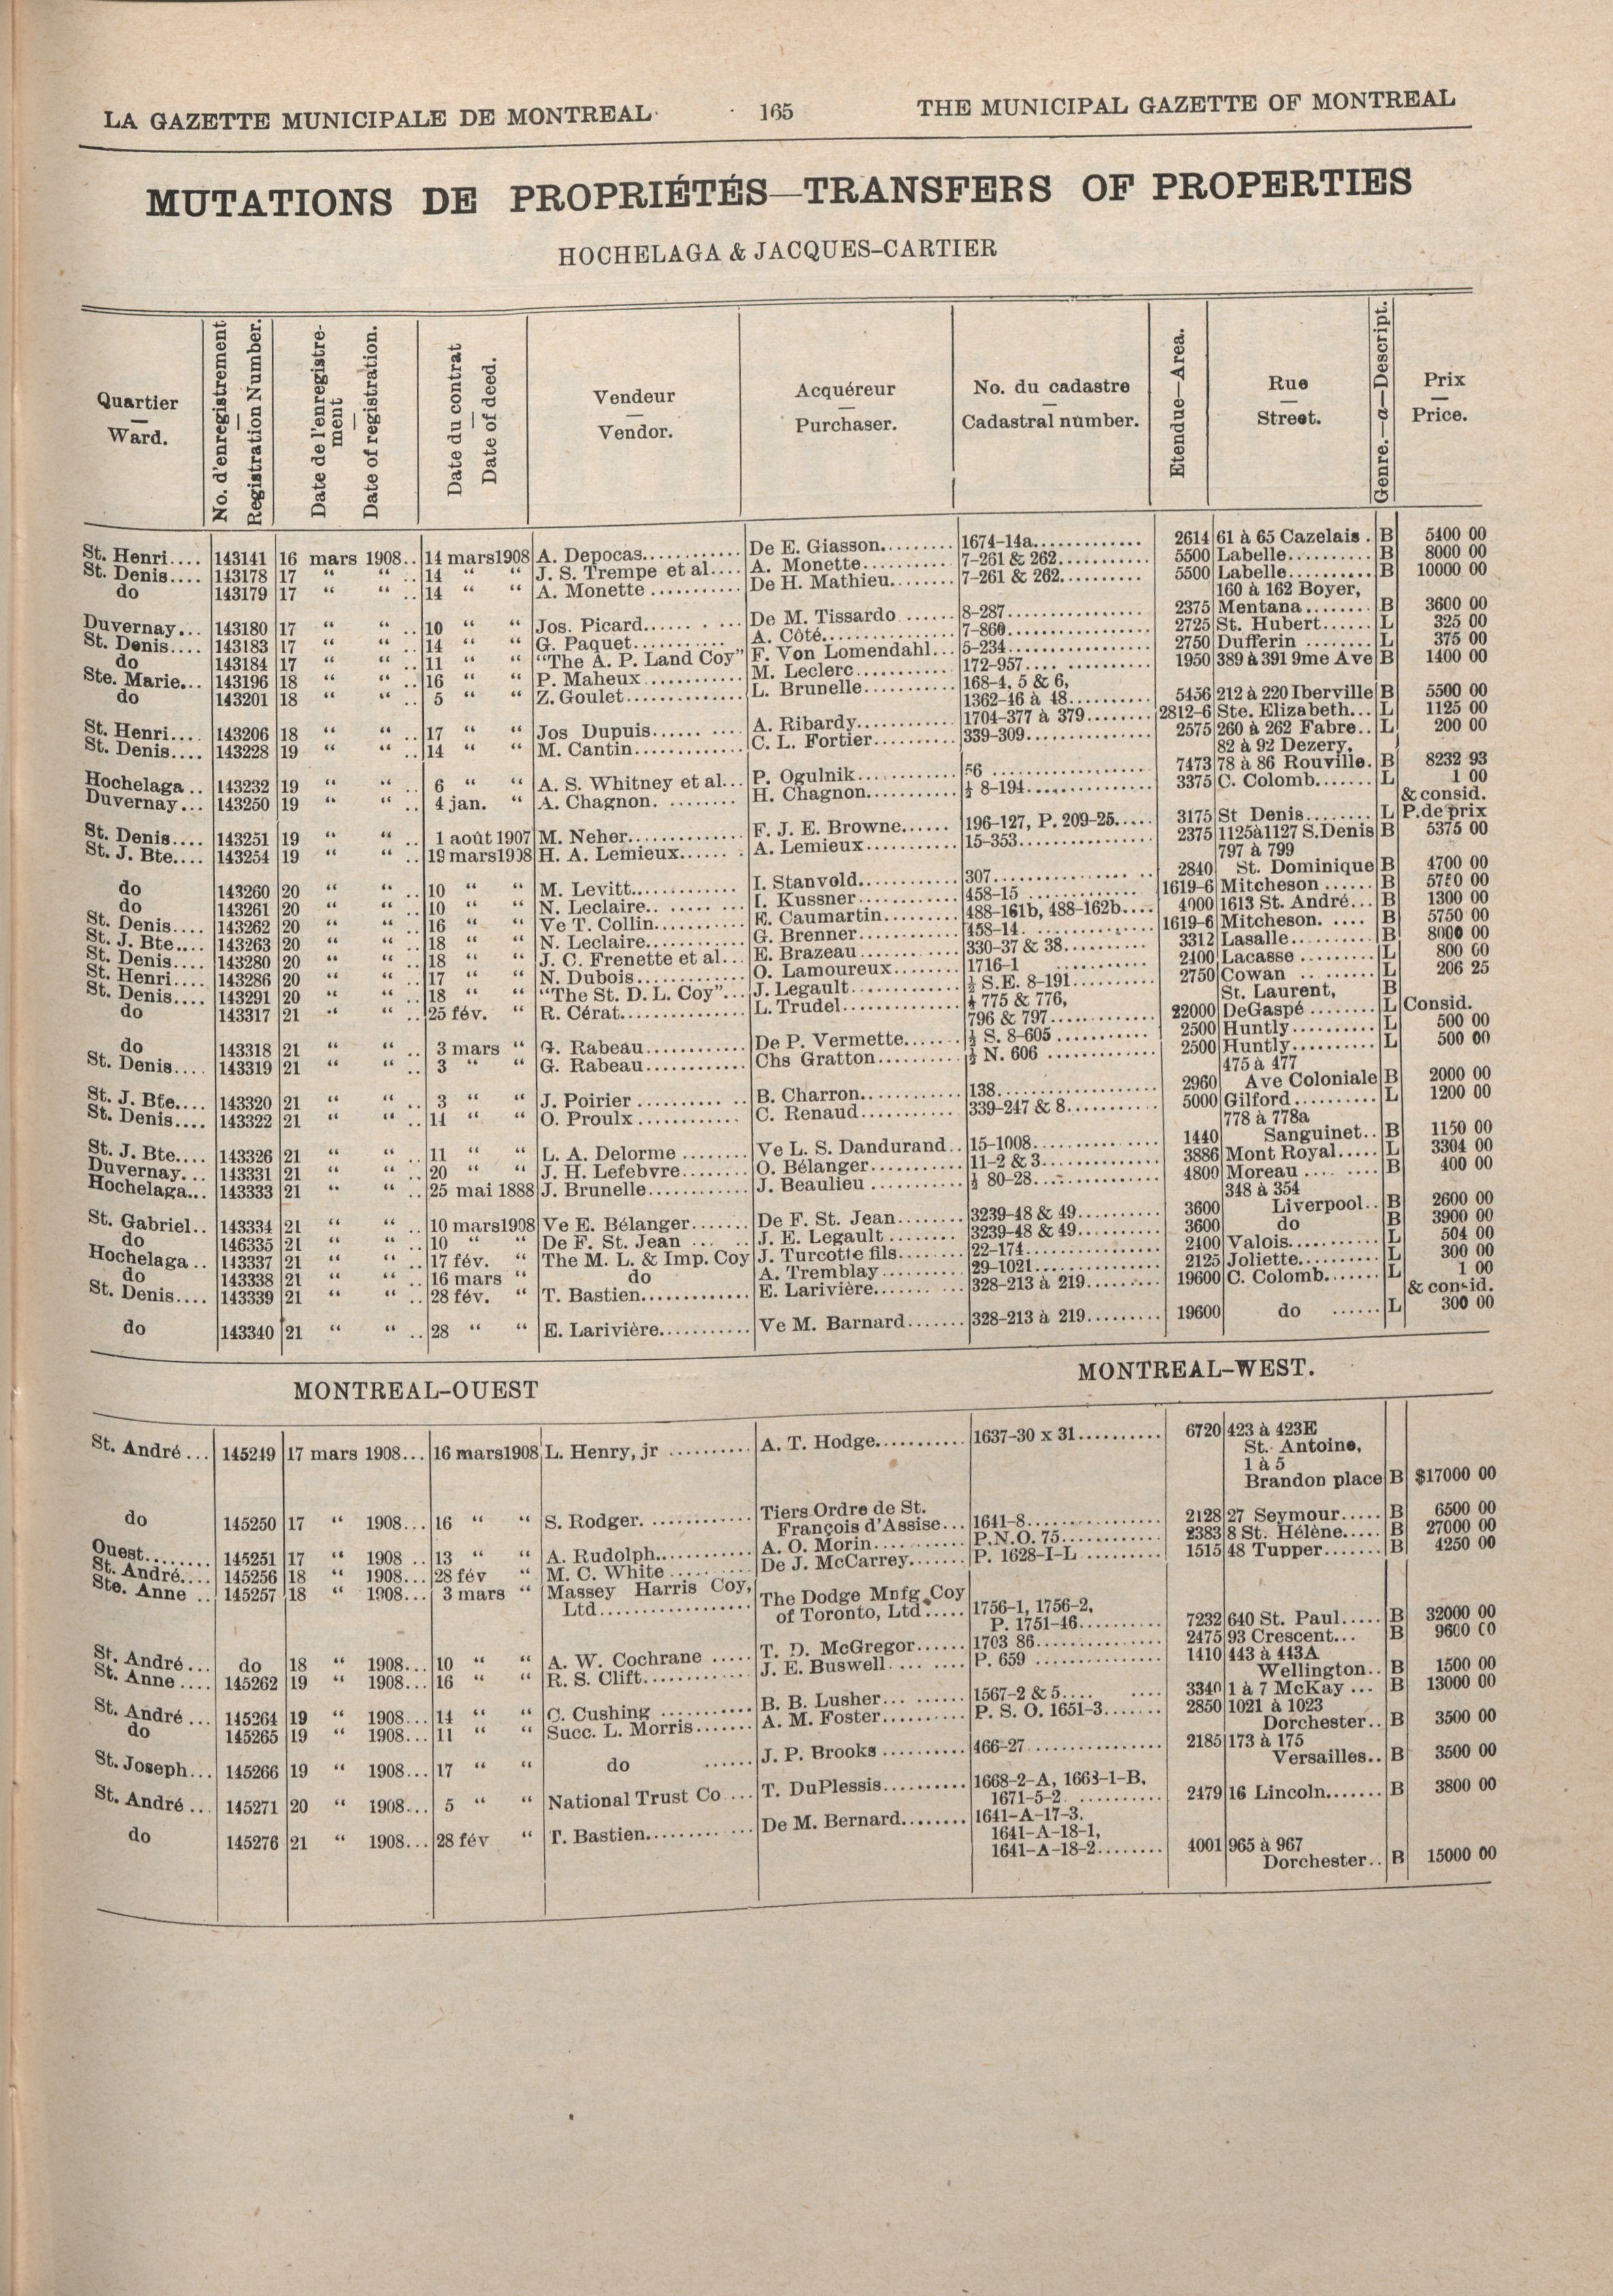 LA GAZETTE MUNICIPALE DE MONTREAL 165 THE MUNICIPAL GAZETTE OF MONTREAL
MUTATIONS DE PROPRIÉTÉS—TRANSFERS OF PROPERTIES
HOCHELAGA & JACQUES-CARTIER
Quartier — Ward. | No. d'enregistrement — Registration Number. | Date de l'enregistrement — Date of registration. | Date du contrat — Date of deed. | Vendeur — Vendor. | Acquéreur — Purchaser. | No. du cadastre — Cadastral number. | Etendue—Area. | Rue — Street. | Genre.—a—Descript. | Prix — Price.
St. Henri.... 143141 16 mars 1908.. 14 mars1908 A. Depocas............ De E. Giasson......... 1674-14a............. 2614 61 à 65 Cazelais . B 5400 00
St. Denis.... 143178 17 “ “ .. 14 “ “ J. S. Trempe et al.... A. Monette........... 7-261 & 262........... 5500 Labelle.......... B 8000 00
do 143179 17 “ “ .. 14 “ “ A. Monette ........... De H. Mathieu........ 7-261 & 262.......... 5500 Labelle.......... B 10000 00
160 à 162 Boyer,
Duvernay... 143180 17 “ “ .. 10 “ “ Jos. Picard...... De M. Tissardo ...... 8-287................ 2375 Mentana........ B 3600 00
St. Denis.... 143183 17 “ “ .. 14 “ “ G. Paquet........... A. Côté.............. 7-860................. 2725 St. Hubert...... L 325 00
do 143184 17 “ “ .. 11 “ “ “The A. P. Land Coy” F. Von Lomendahl... 5-234................. 2750 Dufferin ........ L 375 00
Ste. Marie... 143196 18 “ “ .. 16 “ “ P. Maheux ........... M. Leclerc........... 172-957.... .......... 1950 389 à 391 9me Ave B 1400 00
do 143201 18 “ “ .. 5 “ “ Z. Goulet.............. L. Brunelle.......... 168-4, 5 & 6,
1362-46 à 48.......... 5456 212 à 220 Iberville B 5500 00
St. Henri.... 143206 18 “ “ .. 17 “ “ Jos Dupuis...... .... A. Ribardy........... 1704-377 à 379........ 2812-6 Ste. Elizabeth... L 1125 00
St. Denis.... 143228 19 “ “ .. 14 “ “ M. Cantin............. C. L. Fortier.......... 339-309............... 2575 260 à 262 Fabre.. L 200 00
82 à 92 Dezery,
Hochelaga .. 143232 19 “ “ .. 6 “ “ A. S. Whitney et al... P. Ogulnik............ 56 ................... 7473 78 à 86 Rouville. B 8232 93
Duvernay... 143250 19 “ “ .. 4 jan. “ A. Chagnon. ........ H. Chagnon.......... ½ 8-194............... 3375 C. Colomb....... L 1 00
& consid.
St. Denis.... 143251 19 “ “ .. 1 août 1907 M. Neher............. F. J. E. Browne...... 196-127, P. 209-25..... 3175 St Denis........ L P. de prix
St. J. Bte.... 143254 19 “ “ .. 19 mars1908 H. A. Lemieux...... . A. Lemieux........... 15-353................ 2375 1125à1127 S.Denis B 5375 00
797 à 799
do 143260 20 “ “ .. 10 “ “ M. Levitt............. I. Stanvold............ 307................ 2840 St. Dominique B 4700 00
do 143261 20 “ “ .. 10 “ “ N. Leclaire.. ...... ... I. Kussner............ 458-15 ............... 1619-6 Mitcheson ...... B 5750 00
St. Denis.... 143262 20 “ “ .. 16 “ “ Ve T. Collin........... E. Caumartin......... 488-161b, 488-162b.... 4000 1613 St. André... B 1300 00
St. J. Bte.... 143263 20 “ “ .. 18 “ “ N. Leclaire............ G. Brenner............ 458-14. .............. 1619-6 Mitcheson. .... B 5750 00
St. Denis.... 143280 20 “ “ .. 18 “ “ J. C. Frenette et al... E. Brazeau........... 330-37 & 38.......... 3312 Lasalle.......... B 8000 00
St. Henri.... 143286 20 “ “ .. 17 “ “ N. Dubois............ O. Lamoureux........ 1716-1 .......... 2100 Lacasse ......... L 800 00
St. Denis.... 143291 20 “ “ .. 18 “ “ “The St. D. L. Coy”... J. Legault............. ½ S.E. 8-191.......... 2750 Cowan .. ....... L 206 25
do 143317 21 “ “ .. 25 fév. “ R. Cérat............... L. Trudel............. 775 & 776, St. Laurent, B
796 & 797............. 22000 DeGaspé ........ L Consid.
do 143318 21 “ “ .. 3 mars “ G. Rabeau............ De P. Vermette....... ½ S. 8-605 ........... 2500 Huntly.......... L 500 00
St. Denis.... 143319 21 “ “ .. 3 “ “ G. Rabeau............ Chs Gratton.......... ½ N. 606 ............ 2500 Huntly.......... L 500 00
475 à 477
St. J. Bte.... 143320 21 “ “ .. 3 “ “ J. Poirier .......... .. B. Charron............ 138................... 2960 Ave Coloniale B 2000 00
St. Denis.... 143322 21 “ “ .. 11 “ “ O. Proulx ............ C. Renaud............ 339-247 & 8........... 5000 Gilford.......... L 1200 00
778 à 778a
St. J. Bte.... 143326 21 “ “ .. 11 “ “ L. A. Delorme ........ Ve L. S. Dandurand.. 15-1008............... 1440 Sanguinet.. B 1150 00
Duvernay... 143331 21 “ “ .. 20 “ “ J. H. Lefebvre........ O. Bélanger........... 11-2 & 3.............. 3886 Mont Royal..... L 3304 00
Hochelaga... 143333 21 “ “ .. 25 mai 1888 J. Brunelle............ J. Beaulieu ........... ½ 80-28............... 4800 Moreau .... .... B 400 00
348 à 354
St. Gabriel.. 143334 21 “ “ .. 10 mars1908 Ve E. Bélanger....... De F. St. Jean........ 3239-48 & 49.......... 3600 Liverpool.. B 2600 00
do 146335 21 “ “ .. 10 “ “ De F. St. Jean ... .. J. E. Legault ........ 3239-48 & 49.......... 3600 do B 3900 00
Hochelaga .. 143337 21 “ “ .. 17 fév. “ The M. L. & Imp. Coy J. Turcotte fils........ 22-174................ 2400 Valois........... L 504 00
do 143338 21 “ “ .. 16 mars “ do A. Tremblay.......... 29-1021............... 2125 Joliette.......... L 300 00
St. Denis.... 143339 21 “ “ .. 28 fév. “ T. Bastien............. E. Larivière....... ... 328-213 à 219......... 19600 C. Colomb....... L 1 00
& consid.
do 143340 21 “ “ .. 28 “ “ E. Larivière........... Ve M. Barnard....... 328-213 à 219......... 19600 do ...... L 300 00
MONTREAL-OUEST MONTREAL-WEST.
St. André... 145249 17 mars 1908... 16 mars1908 L. Henry, jr .......... A. T. Hodge.......... 1637-30 x 31.......... 6720 423 à 423E
St. Antoine,
1 à 5
Brandon place B $17000 00
do 145250 17 “ 1908... 16 “ “ S. Rodger. ............ Tiers Ordre de St.
François d'Assise... 1641-8................ 2128 27 Seymour..... B 6500 00
Ouest........ 145251 17 “ 1908 .. 13 “ “ A. Rudolph............ A. O. Morin........... P.N.O. 75............. 2383 8 St. Hélène..... B 27000 00
St. André.... 145256 18 “ 1908... 28 fév “ M. C. White .......... De J. McCarrey....... P. 1628-I-L .......... 1515 48 Tupper....... B 4250 00
Ste. Anne .. 145257 18 “ 1908... 3 mars “ Massey Harris Coy,
Ltd.................. The Dodge Mnfg Coy
of Toronto, Ltd..... 1756-1, 1756-2,
P. 1751-46.......... 7232 640 St. Paul..... B 32000 00
St. André... do 18 “ 1908... 10 “ “ A. W. Cochrane ..... T. D. McGregor...... 1703 86............... 2475 93 Crescent... B 9600 00
St. Anne .... 145262 19 “ 1908... 16 “ “ R. S. Clift............ J. E. Buswell.... .... P. 659 ............... 1410 443 à 443A
Wellington.. B 1500 00
St. André ... 145264 19 “ 1908... 14 “ “ C. Cushing .......... B. B. Lusher... ...... 1567-2 & 5.... .... 3340 1 à 7 McKay ... B 13000 00
do 145265 19 “ 1908... 11 “ “ Succ. L. Morris....... A. M. Foster.......... P. S. O. 1651-3....... 2850 1021 à 1023
Dorchester.. B 3500 00
St. Joseph... 145266 19 “ 1908... 17 “ “ do ...... J. P. Brooks .......... 466-27................ 2185 173 à 175
Versailles.. B 3500 00
St. André ... 145271 20 “ 1908... 5 “ “ National Trust Co .... T. DuPlessis.......... 1668-2-A, 1663-1-B,
1671-5-2. .......... 2479 16 Lincoln....... B 3800 00
do 145276 21 “ 1908... 28 fév “ T. Bastien......... ... De M. Bernard........ 1641-A-17-3.
1641-A-18-1,
1641-A-18-2........ 4001 965 à 967
Dorchester.. B 15000 00